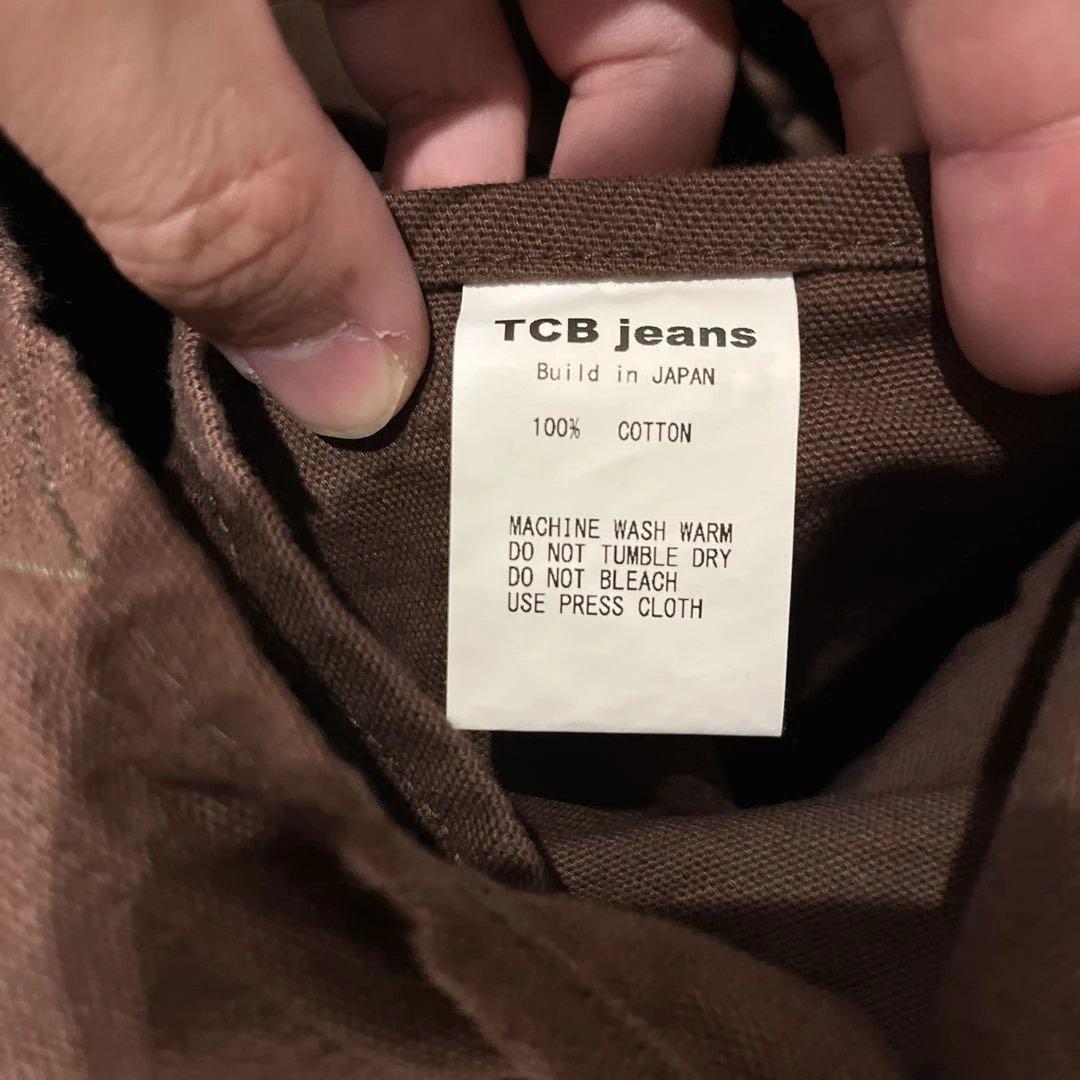 TCB jeans
Build in JAPAN
100% COTTON
MACHINE WASH WARM
DO NOT TUMBLE DRY
DO NOT BLEACH
USE PRESS CLOTH